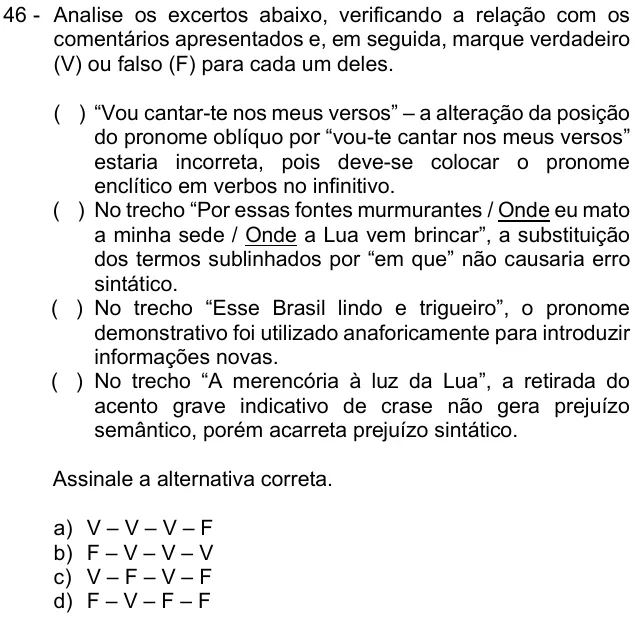 46 - Analise os excertos abaixo, verificando a relação com os
comentários apresentados e, em seguida, marque verdadeiro
(V) ou falso (F) para cada um deles.
( ) “Vou cantar-te nos meus versos” – a alteração da posição
do pronome oblíquo por “vou-te cantar nos meus versos”
estaria incorreta, pois deve-se colocar o pronome
enclítico em verbos no infinitivo.
( ) No trecho “Por essas fontes murmurantes / Onde eu mato
a minha sede / Onde a Lua vem brincar”, a substituição
dos termos sublinhados por “em que” não causaria erro
sintático.
( ) No trecho “Esse Brasil lindo e trigueiro”, o pronome
demonstrativo foi utilizado anaforicamente para introduzir
informações novas.
( ) No trecho “A merencória à luz da Lua”, a retirada do
acento grave indicativo de crase não gera prejuízo
semântico, porém acarreta prejuízo sintático.
Assinale a alternativa correta.
a) V – V – V – F
b) F – V – V – V
c) V – F – V – F
d) F – V – F – F